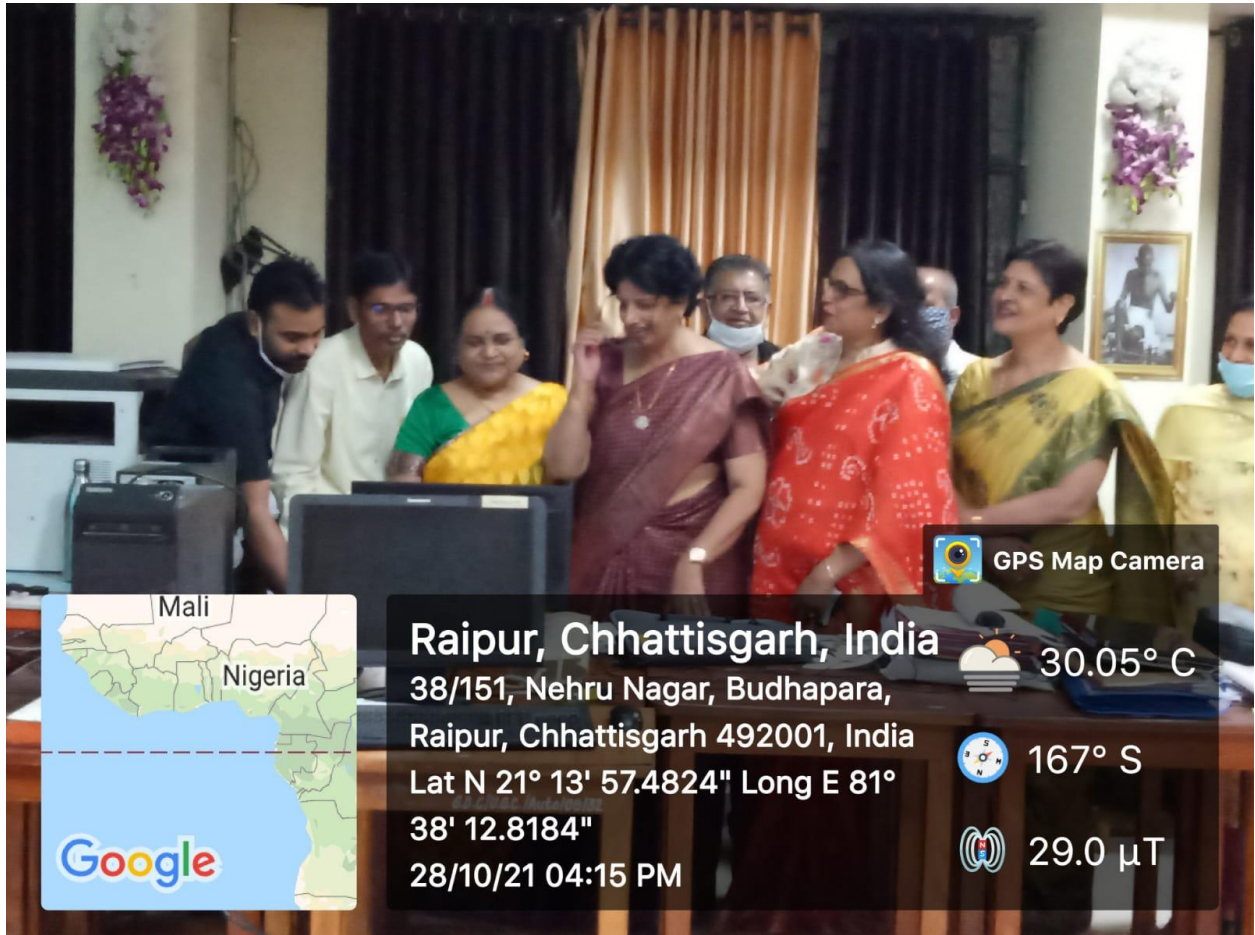 GPS Map Camera
Mali
Nigeria
Google
Raipur, Chhattisgarh, India
38/151, Nehru Nagar, Budhapara,
Raipur, Chhattisgarh 492001, India
Lat N 21° 13' 57.4824" Long E 81°
38' 12.8184"
28/10/21 04:15 PM
30.05° C
167° S
29.0 µT